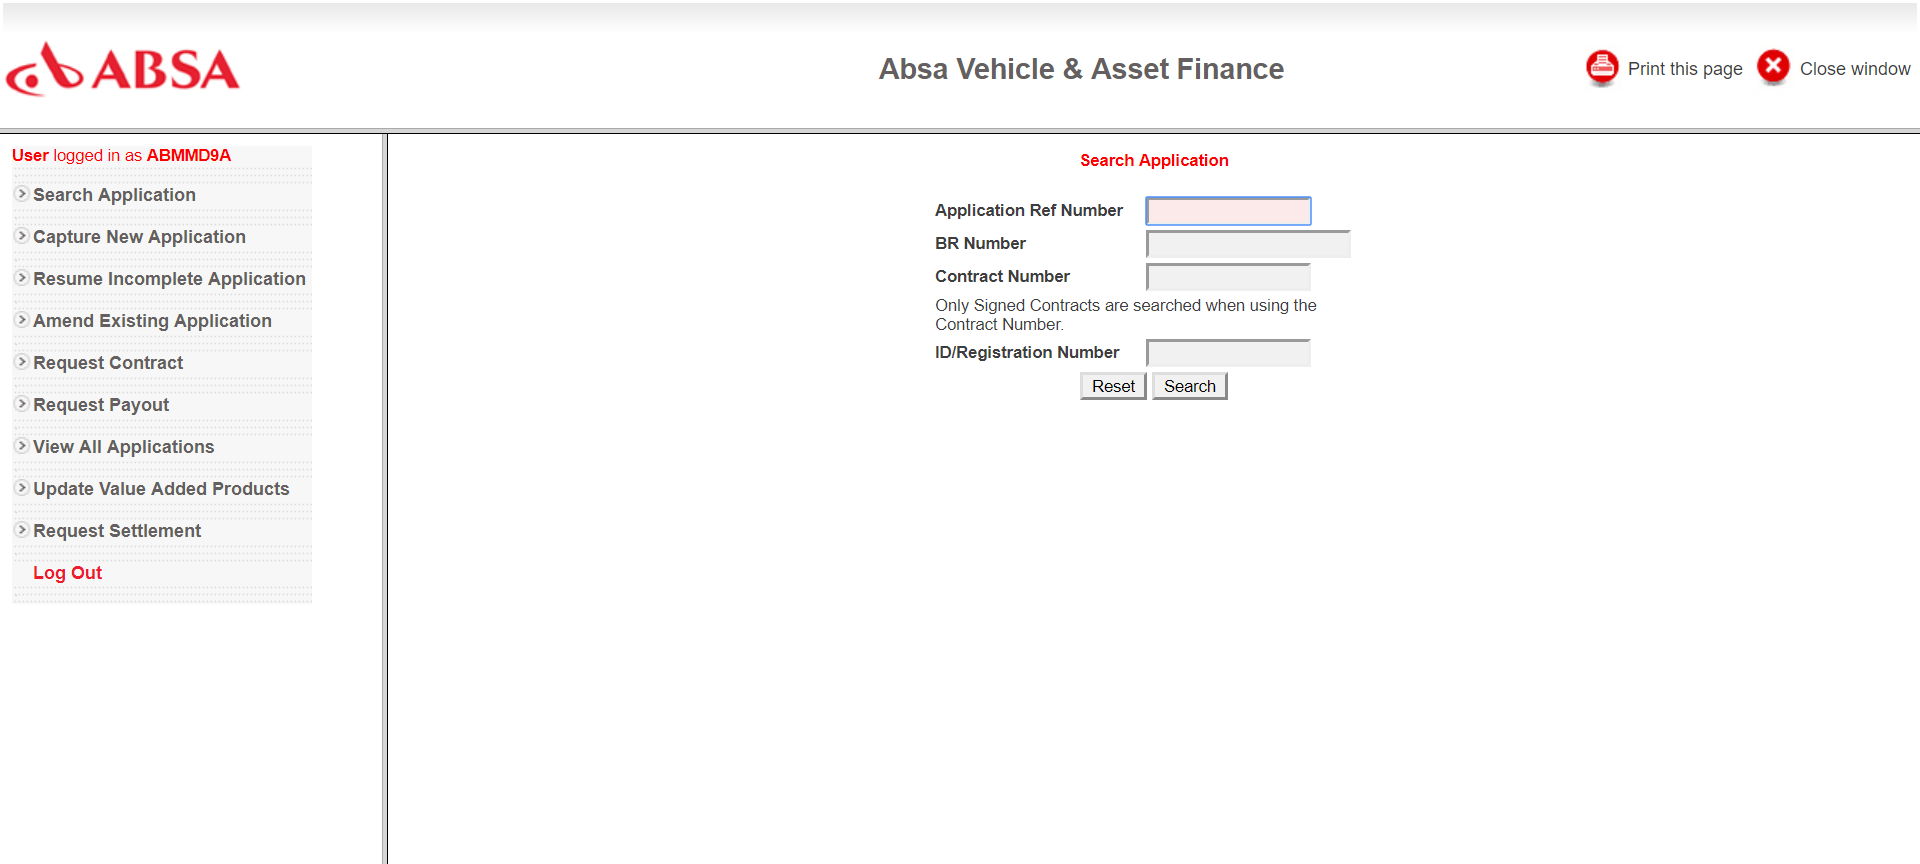 ABSA
Absa Vehicle & Asset Finance
Print this page
Close window
User logged in as ABMMD9A
Search Application
Capture New Application
Resume Incomplete Application
Amend Existing Application
Request Contract
Request Payout
View All Applications
Update Value Added Products
Request Settlement
Log Out
Search Application
Application Ref Number
BR Number
Contract Number
Only Signed Contracts are searched when using the
Contract Number.
ID/Registration Number
Reset Search